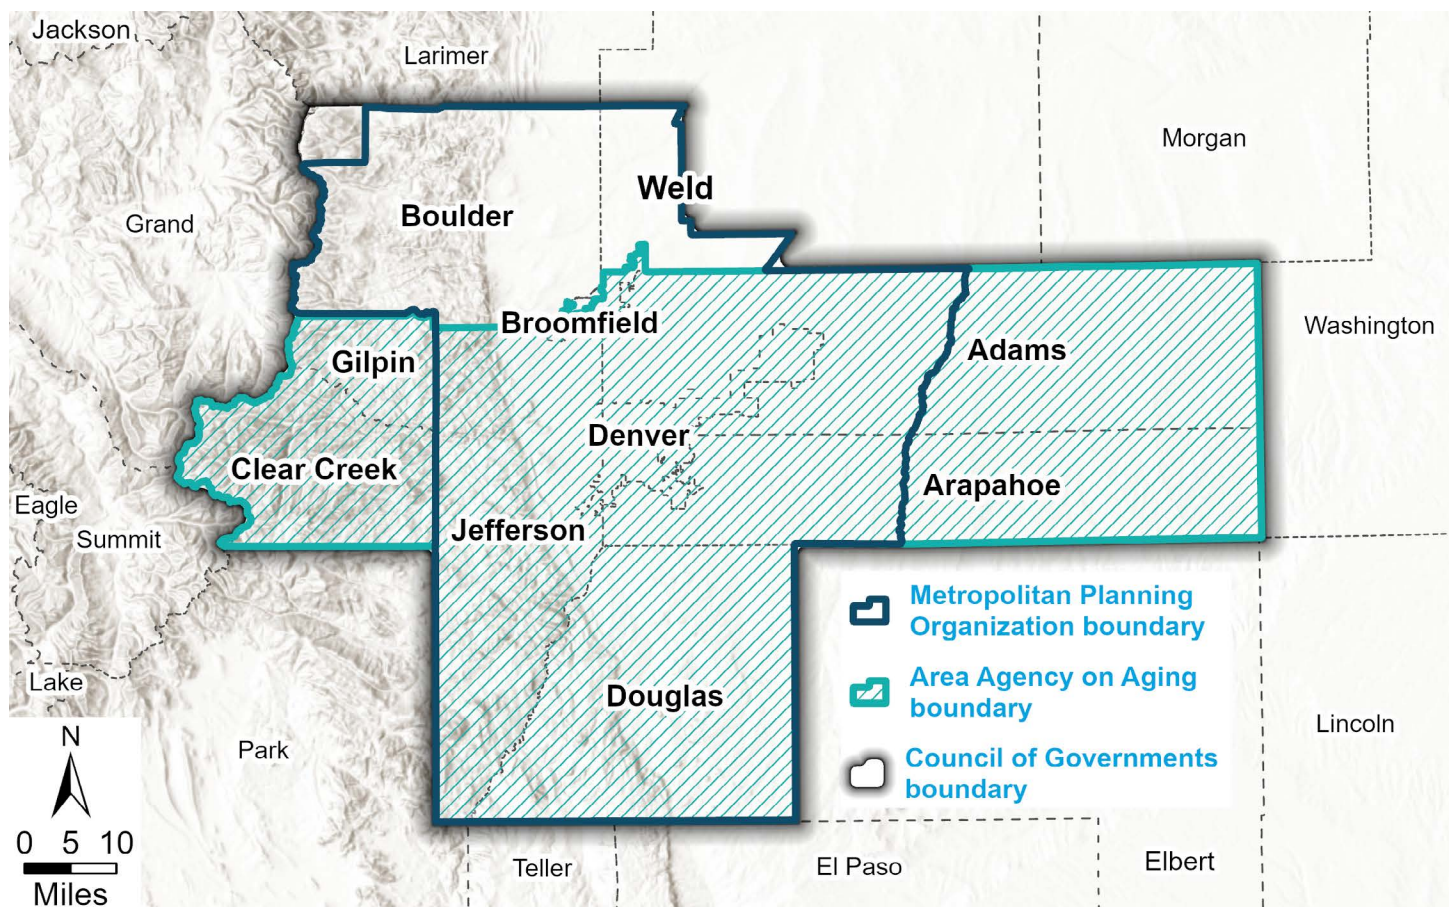 Jackson
Larimer
Morgan
Weld
Boulder
Grand
Broomfield
Washington
Gilpin
Adams
Denver
Clear Creek
Arapahoe
Eagle
Jefferson
Summit
Metropolitan Planning
Organization boundary
Area Agency on Aging
boundary
Lake
Douglas
Lincoln
N
Park
Council of Governments
boundary
0 5 10
Miles
Teller
El Paso
Elbert